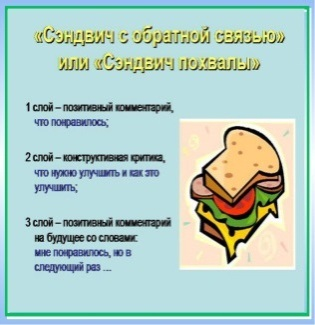 «Сэндвич с обратной связью»
или «Сэндвич похвалы»
1 слой – позитивный комментарий,
что понравилось;
2 слой – конструктивная критика,
что нужно улучшить и как это
улучшить;
3 слой – позитивный комментарий
на будущее со словами:
мне понравилось, но в
следующий раз ...